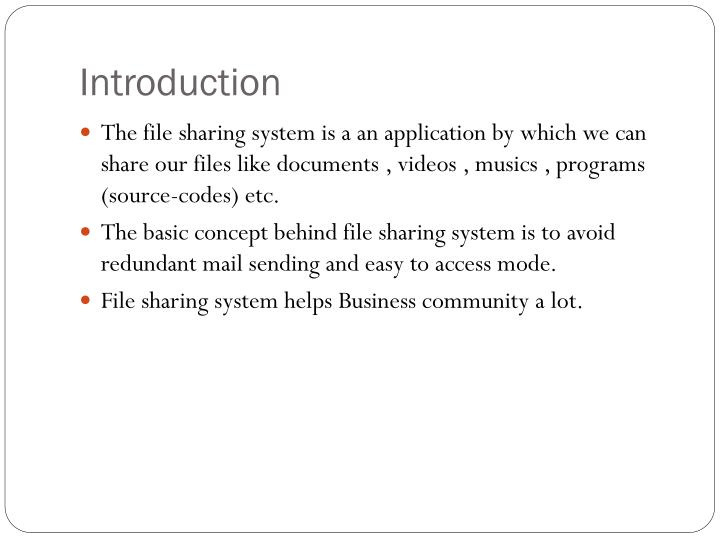 Introduction
• The file sharing system is a an application by which we can
share our files like documents , videos , musics , programs
(source-codes) etc.
• The basic concept behind file sharing system is to avoid
redundant mail sending and easy to access mode.
• File sharing system helps Business community a lot.